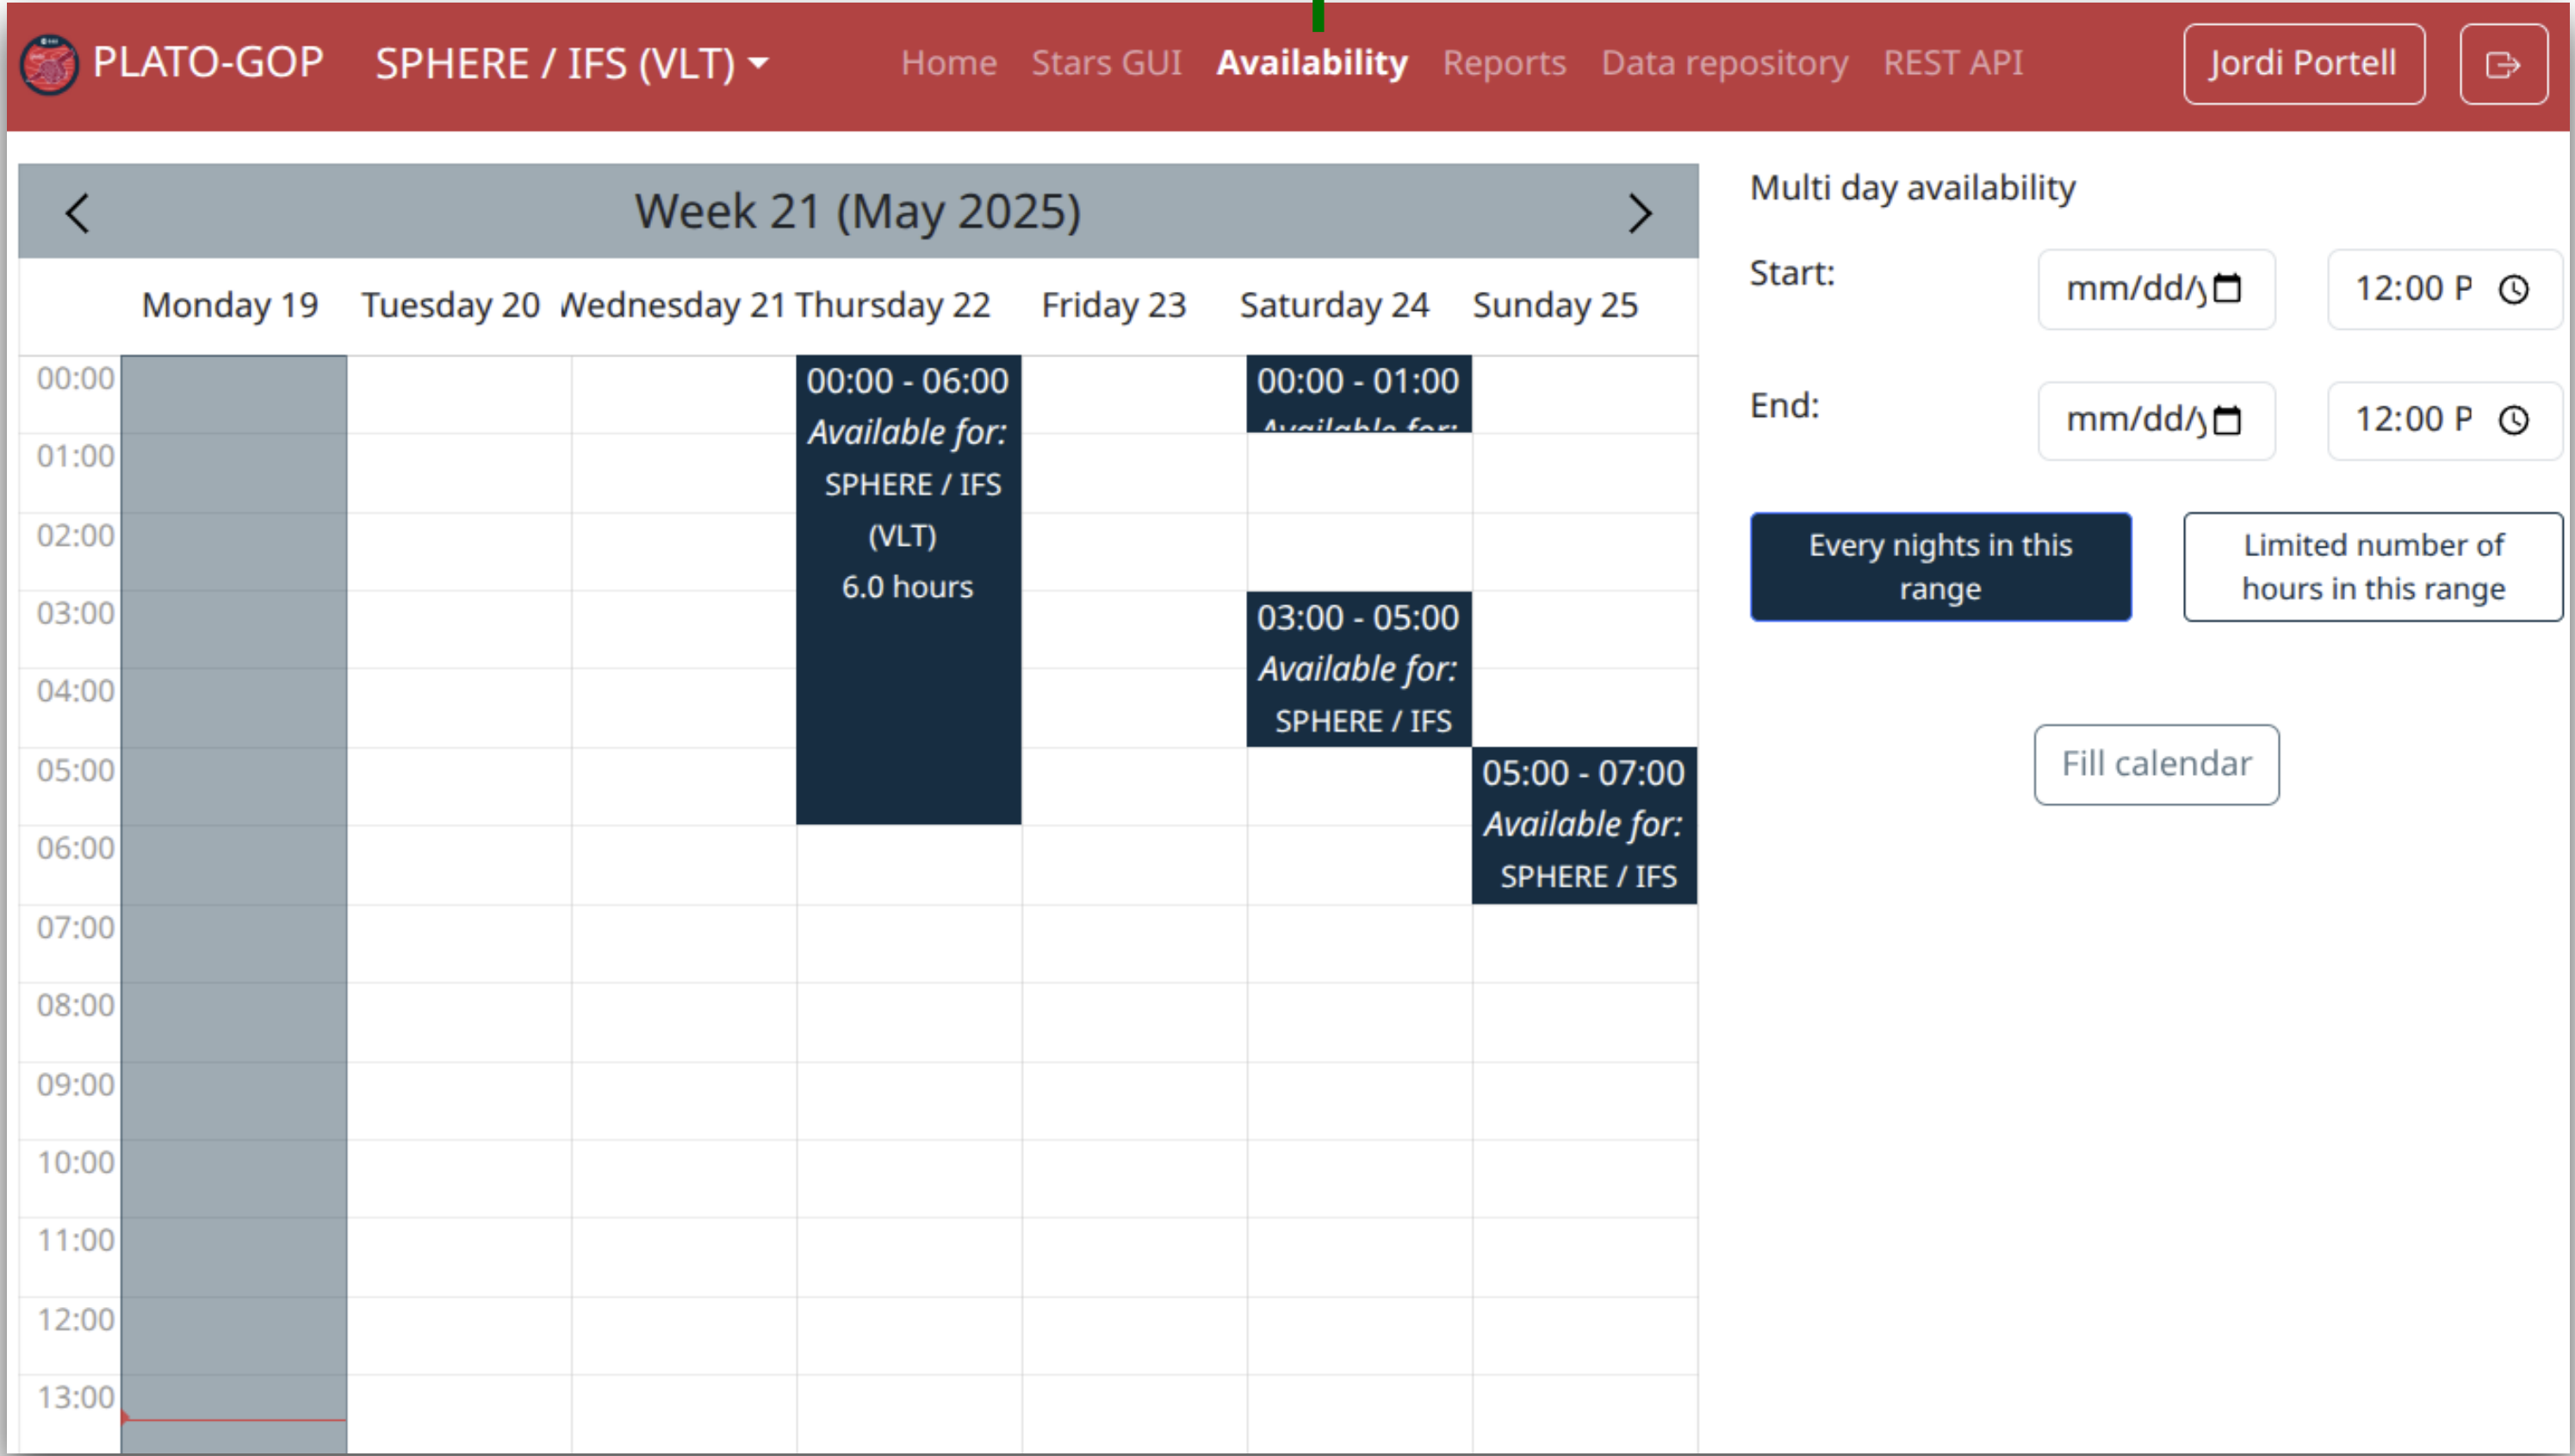 PLATO-GOP SPHERE / IFS (VLT) Home Stars GUI Availability Reports Data repository REST API Jordi Portell
Week 21 (May 2025)
Monday 19 Tuesday 20 Wednesday 21 Thursday 22 Friday 23 Saturday 24 Sunday 25
00:00
01:00
02:00
03:00
04:00
05:00
06:00
07:00
08:00
09:00
10:00
11:00
12:00
13:00
00:00 - 06:00
Available for:
SPHERE / IFS
(VLT)
6.0 hours
00:00 - 01:00
Available for:
03:00 - 05:00
Available for:
SPHERE / IFS
05:00 - 07:00
Available for:
SPHERE / IFS
Multi day availability
Start: mm/dd/y 12:00 P
End: mm/dd/y 12:00 P
Every nights in this
range
Limited number of
hours in this range
Fill calendar